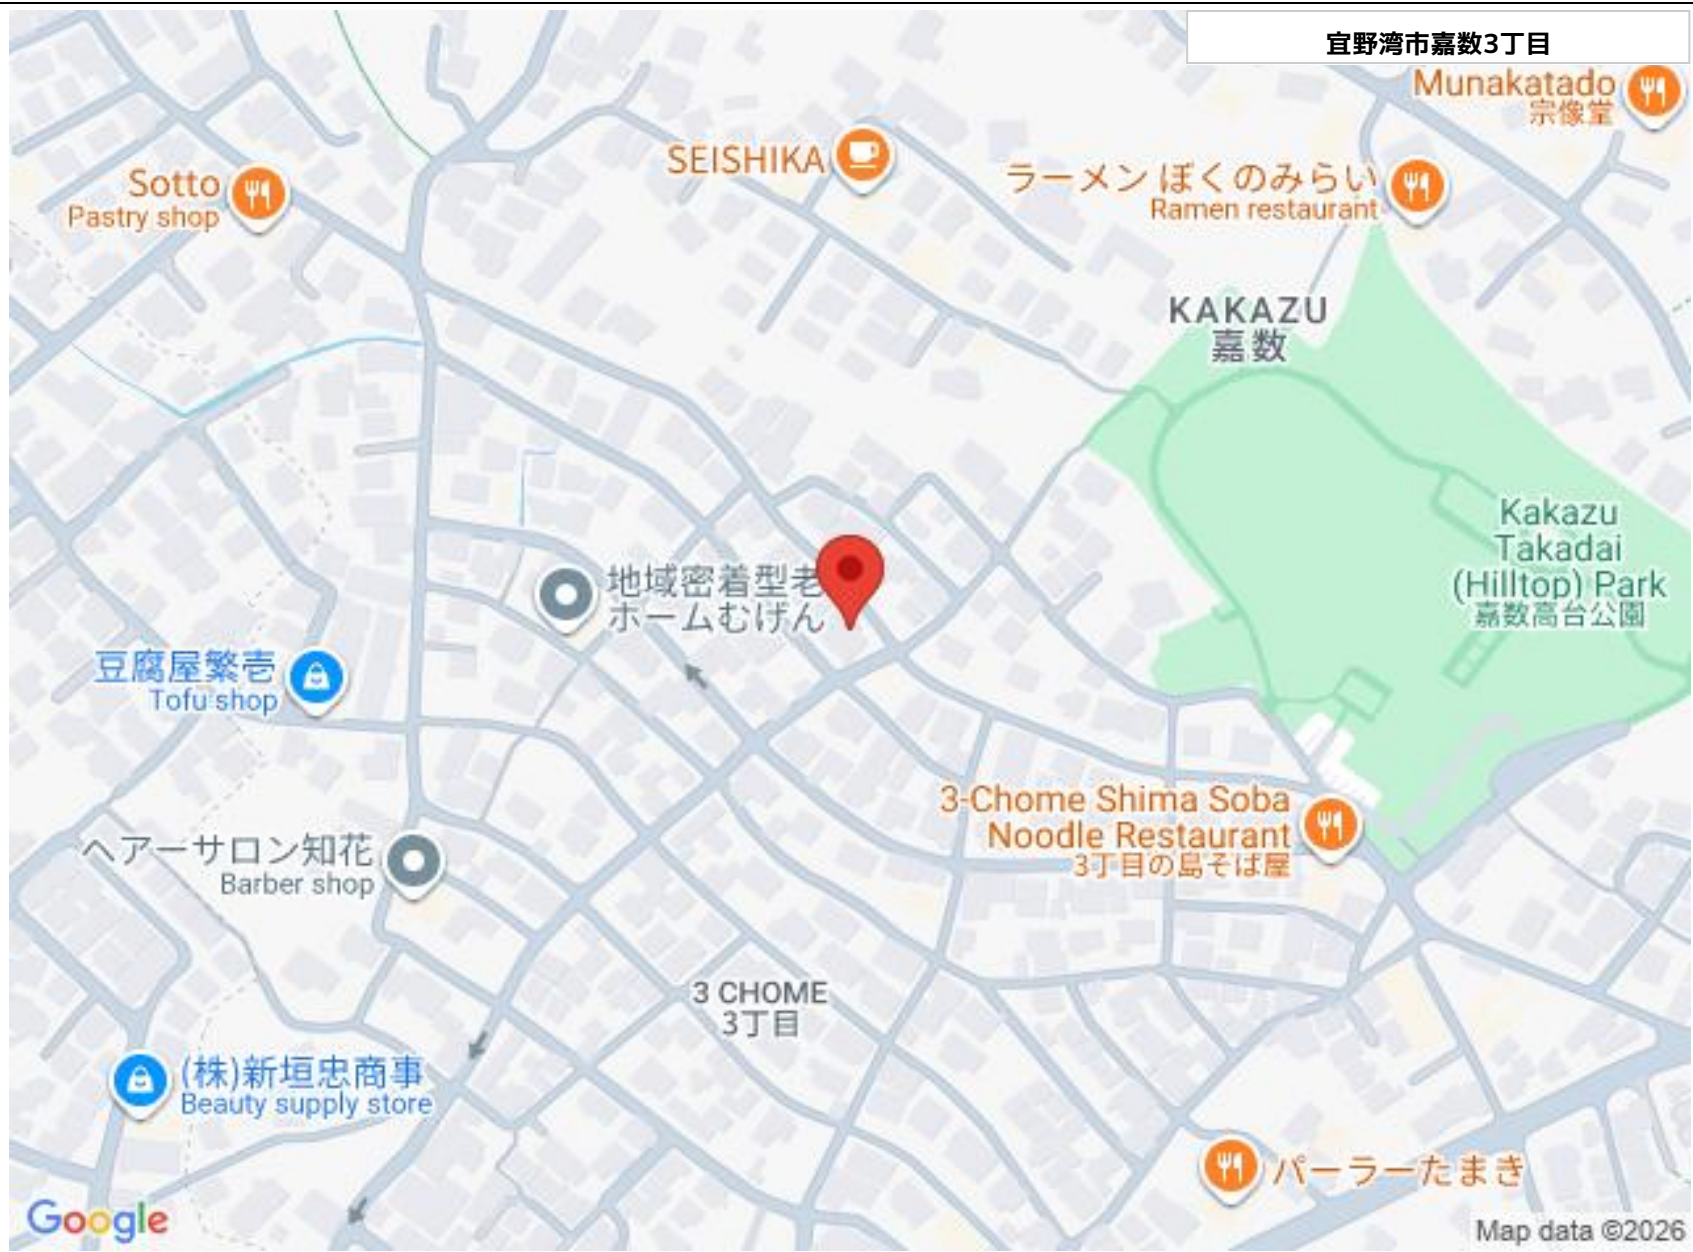 宜野湾市嘉数3丁目
Munakatado
宗像堂
SEISHIKA
ラーメン ぼくのみらい
Ramen restaurant
Sotto
Pastry shop
KAKAZU
嘉数
Kakazu
Takadai
(Hilltop) Park
嘉数高台公園
地域密着型老
ホームむげん
豆腐屋繁壱
Tofu shop
3-Chome Shima Soba
Noodle Restaurant
3丁目の島そば屋
ヘアーサロン知花
Barber shop
3 CHOME
3丁目
(株)新垣忠商事
Beauty supply store
パーラーたまき
Google
Map data ©2026